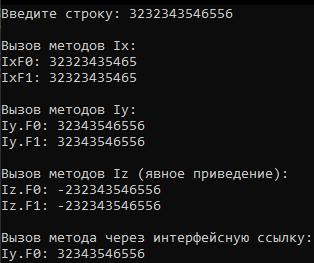 Введите строку: 3232343546556
Вызов методов Ix:
IxF0: 32323435465
IxF1: 32323435465
Вызов методов Iy:
Iy.F0: 32343546556
Iy.F1: 32343546556
Вызов методов Iz (явное приведение):
Iz.F0: -232343546556
Iz.F1: -232343546556
Вызов метода через интерфейсную ссылку:
Iy.F0: 32343546556